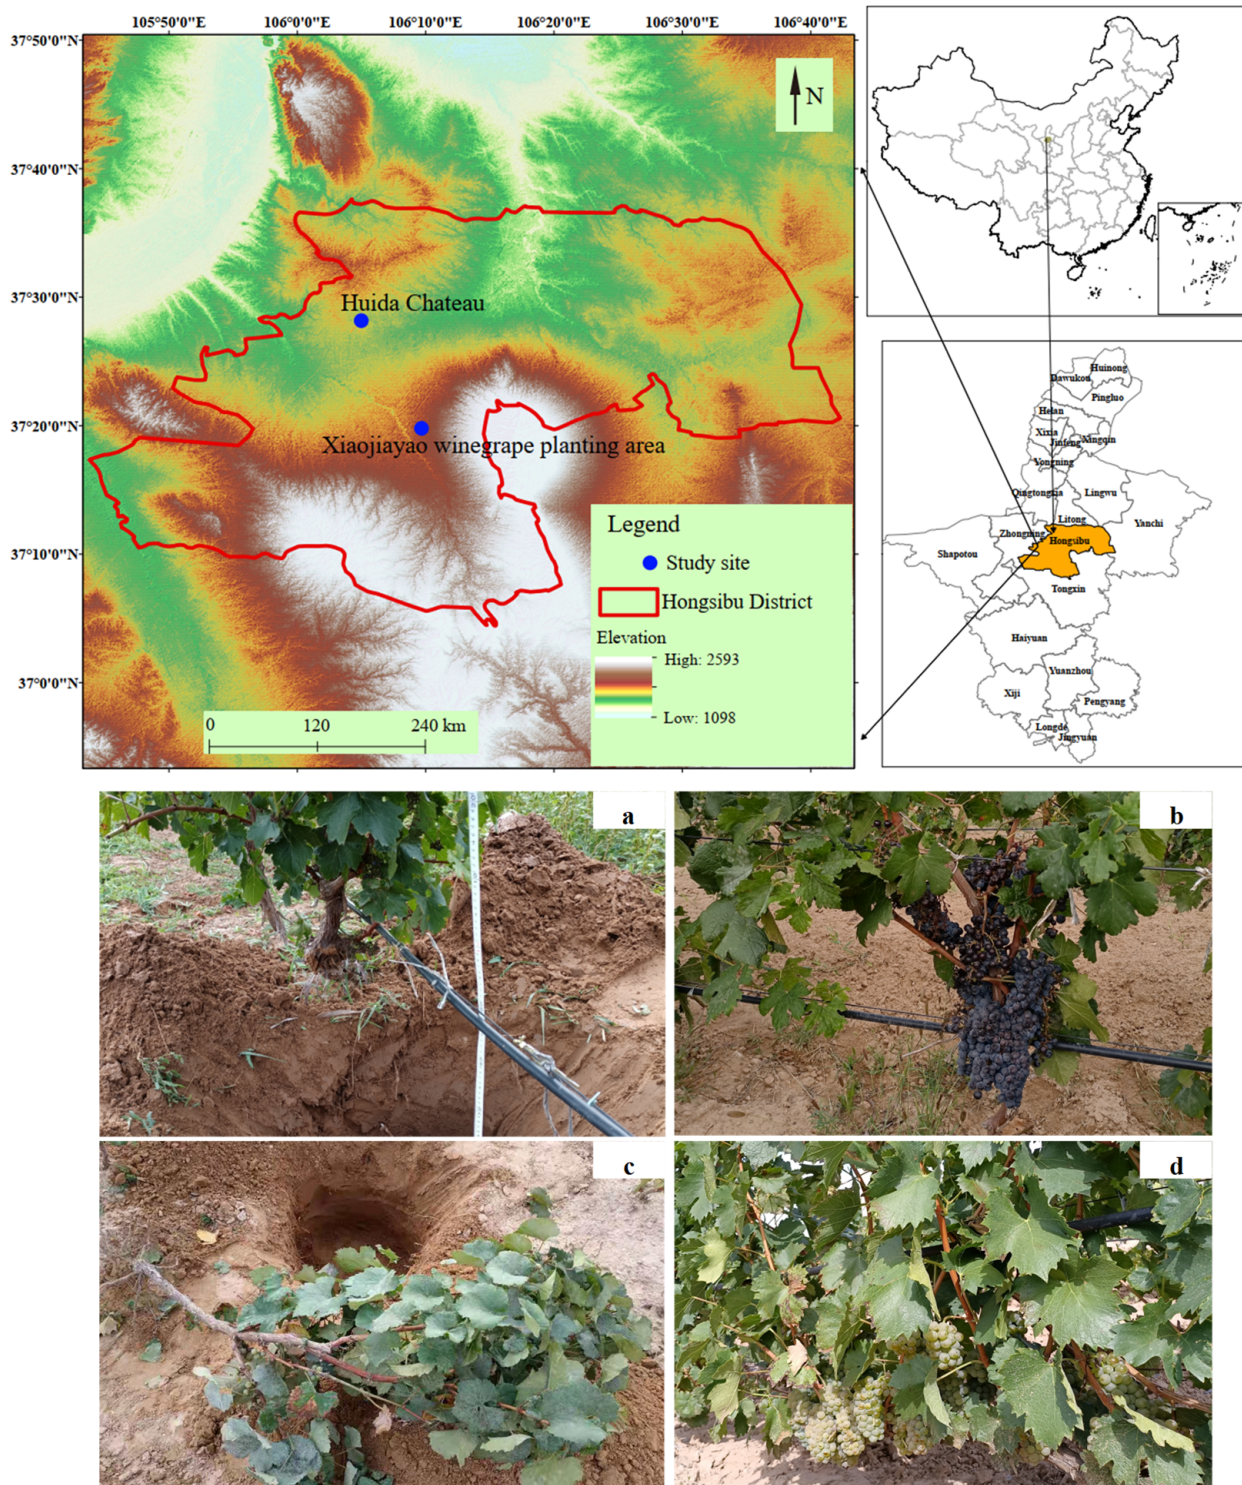 105°50'0"E 106°0'0"E 106°10'0"E 106°20'0"E 106°30'0"E 106°40'0"E
37°50'0"N
37°40'0"N
37°30'0"N
37°20'0"N
37°10'0"N
37°0'0"N
N
Huida Chateau
Xiaojiayao winegrape planting area
Legend
Study site
Hongsibu District
Elevation
High: 2593
Low: 1098
0 120 240 km
Huinong
Dawukou
Pingluo
Helan
Xixia
Xingqin
Jinfeng
Yongning
Qingtongxia
Lingwu
Litong
Yanchi
Zhongning
Hongsibu
Shapotou
Tongxin
Haiyuan
Yuanzhou
Xiji
Pengyang
Longde
Jingyuan
a
b
c
d